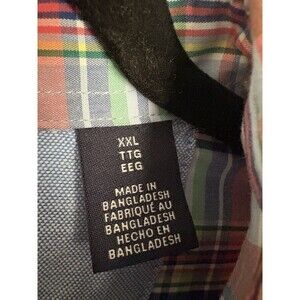 XXL
TTG
EEG
MADE IN
BANGLADESH
FABRIQUÉ AU
BANGLADESH
HECHO EN
BANGLADESH